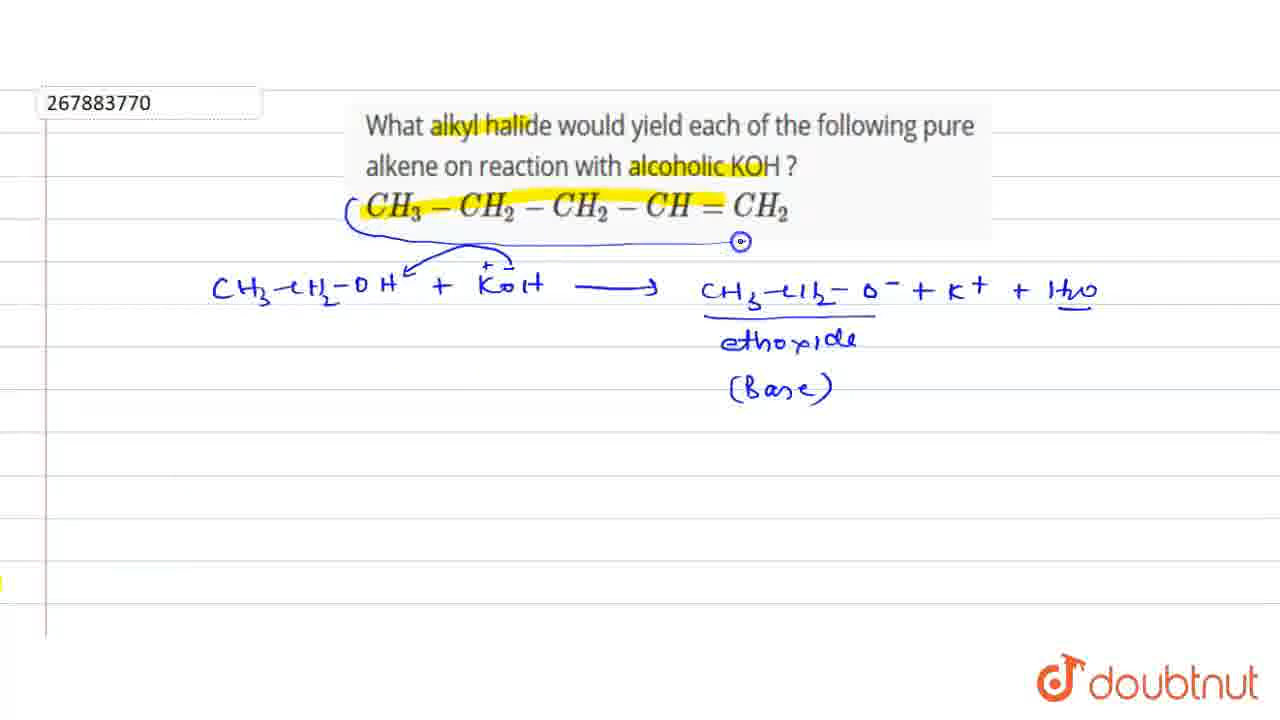 267883770
What alkyl halide would yield each of the following pure
alkene on reaction with alcoholic KOH ?
CH₃ − CH₂ − CH₂ − CH = CH₂
CH₃-CH₂-OH + K⁺O⁻H ⟶ CH₃-CH₂-O⁻ + K⁺ + H₂O
ethoxide
(Base)
doubtnut